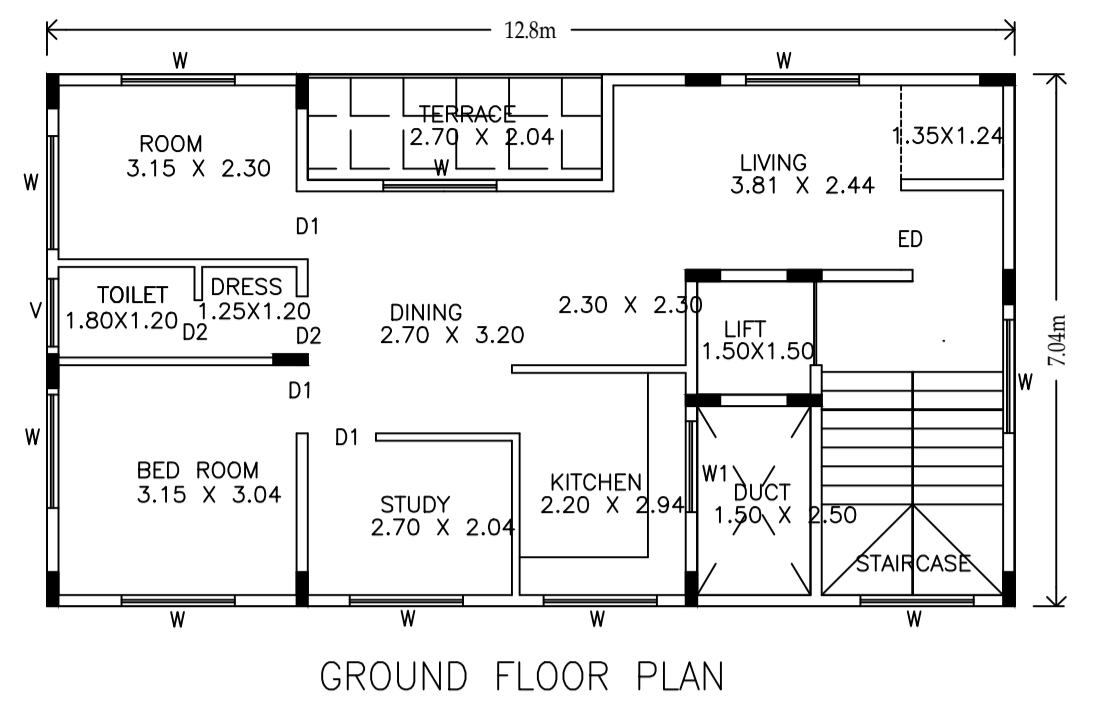 12.8m
W
W
TERRACE
2.70 X 2.04
W
ROOM
3.15 X 2.30
W
1.35X1.24
LIVING
3.81 X 2.44
D1
ED
TOILET
1.80X1.20
DRESS
1.25X1.20
V
D2
D2
DINING
2.70 X 3.20
2.30 X 2.30
LIFT
1.50X1.50
7.04m
W
D1
W
D1
BED ROOM
3.15 X 3.04
STUDY
2.70 X 2.04
KITCHEN
2.20 X 2.94
W1
DUCT
1.50 X 2.50
STAIRCASE
W
W
W
W
GROUND FLOOR PLAN